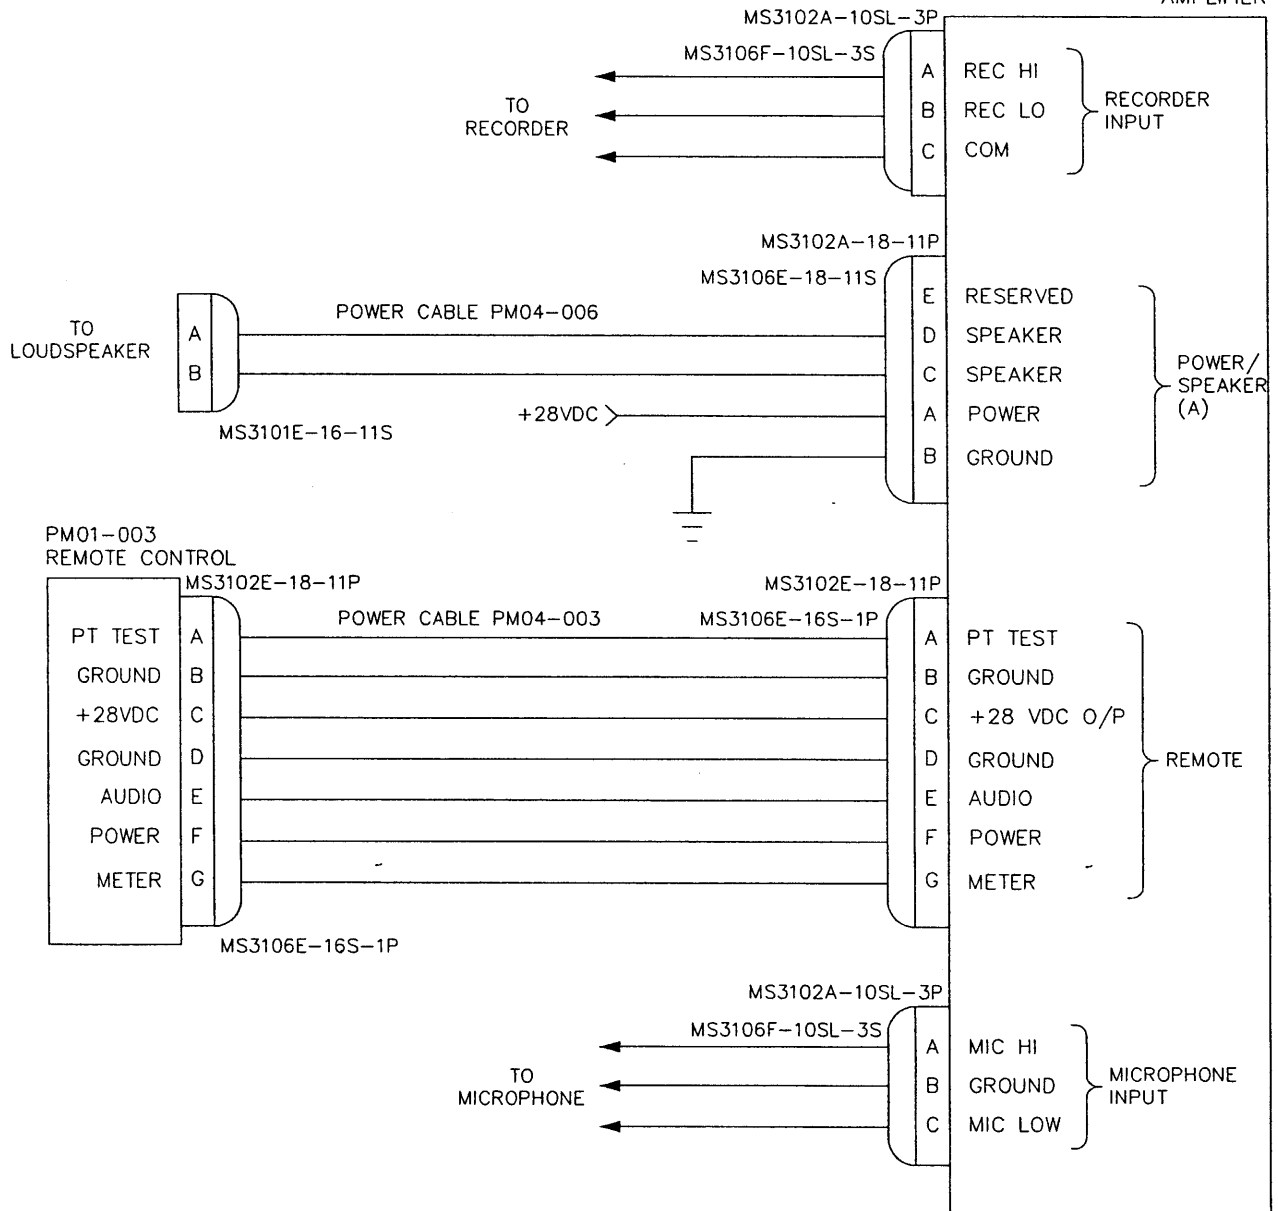 AMPLIFIER
MS3102A-10SL-3P
MS3106F-10SL-3S
A REC HI
B REC LO
C COM
RECORDER
INPUT
TO
RECORDER
MS3102A-18-11P
MS3106E-18-11S
E RESERVED
D SPEAKER
C SPEAKER
A POWER
B GROUND
POWER/
SPEAKER
(A)
POWER CABLE PM04-006
TO
LOUDSPEAKER
A
B
MS3101E-16-11S
+28VDC
PM01-003
REMOTE CONTROL
MS3102E-18-11P
POWER CABLE PM04-003
MS3102E-18-11P
MS3106E-16S-1P
PT TEST A
GROUND B
+28VDC C
GROUND D
AUDIO E
POWER F
METER G
MS3106E-16S-1P
A PT TEST
B GROUND
C +28 VDC O/P
D GROUND
E AUDIO
F POWER
G METER
REMOTE
MS3102A-10SL-3P
MS3106F-10SL-3S
A MIC HI
B GROUND
C MIC LOW
MICROPHONE
INPUT
TO
MICROPHONE